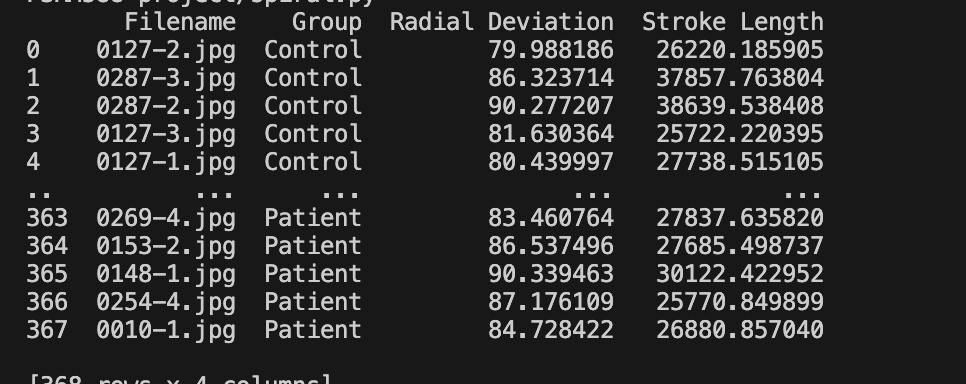 Filename Group Radial Deviation Stroke Length
0 0127-2.jpg Control 79.988186 26220.185905
1 0287-3.jpg Control 86.323714 37857.763804
2 0287-2.jpg Control 90.277207 38639.538408
3 0127-3.jpg Control 81.630364 25722.220395
4 0127-1.jpg Control 80.439997 27738.515105
.. ... ... ... ...
363 0269-4.jpg Patient 83.460764 27837.635820
364 0153-2.jpg Patient 86.537496 27685.498737
365 0148-1.jpg Patient 90.339463 30122.422952
366 0254-4.jpg Patient 87.176109 25770.849899
367 0010-1.jpg Patient 84.728422 26880.857040
[368 rows x 4 columns]